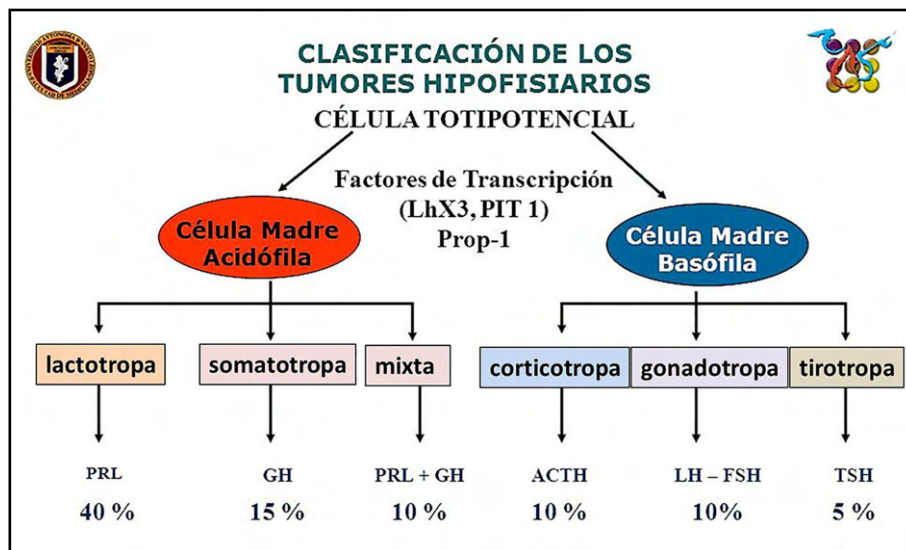 CLASIFICACIÓN DE LOS
TUMORES HIPOFISIARIOS
CÉLULA TOTIPOTENCIAL
Factores de Transcripción
(LhX3, PIT 1)
Prop-1
Célula Madre
Acidófila
Célula Madre
Basófila
lactotropa
somatotropa
mixta
corticotropa
gonadotropa
tirotropa
PRL
GH
PRL + GH
ACTH
LH – FSH
TSH
40 %
15 %
10 %
10 %
10%
5 %